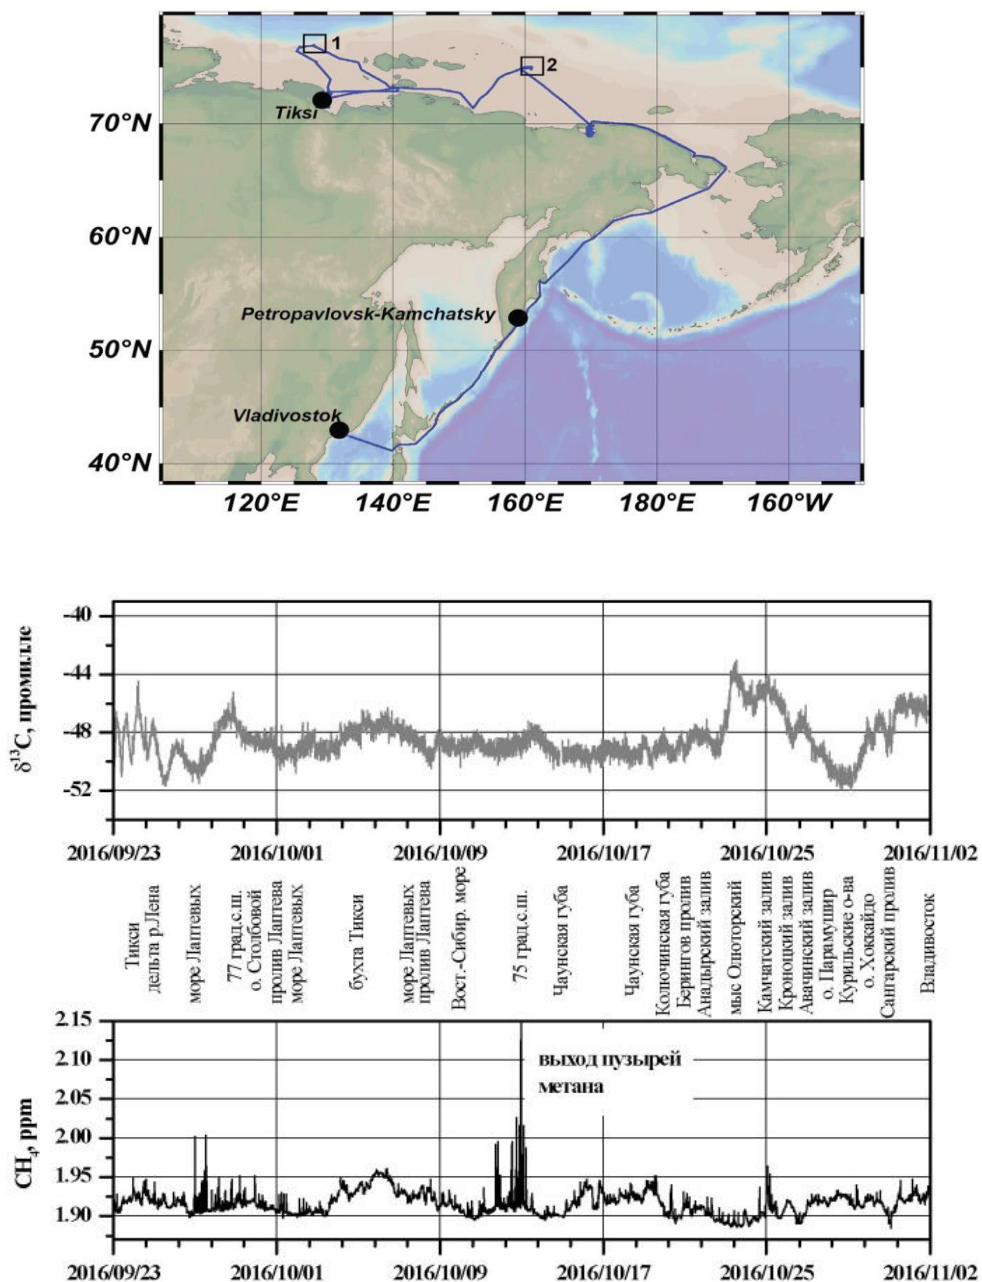 1
2
Tiksi
70°N
60°N
Petropavlovsk-Kamchatsky
50°N
Vladivostok
40°N
120°E 140°E 160°E 180°E 160°W
δ¹³C, промилле
-40
-44
-48
-52
2016/09/23 2016/10/01 2016/10/09 2016/10/17 2016/10/25 2016/11/02
Тикси
дельта р.Лена
море Лаптевых
77 град.с.ш.
о. Столбовой
пролив Лаптева
море Лаптевых
бухта Тикси
море Лаптевых
пролив Лаптева
Вост.-Сибир. море
75 град.с.ш.
Чаунская губа
Чаунская губа
Колючинская губа
Берингов пролив
Анадырский залив
мыс Олюторский
Камчатский залив
Кроноцкий залив
Авачинский залив
о. Парамушир
Курильские о-ва
о. Хоккайдо
Сангарский пролив
Владивосток
CH₄, ppm
2.15
2.10
2.05
2.00
1.95
1.90
выход пузырей
метана
2016/09/23 2016/10/01 2016/10/09 2016/10/17 2016/10/25 2016/11/02